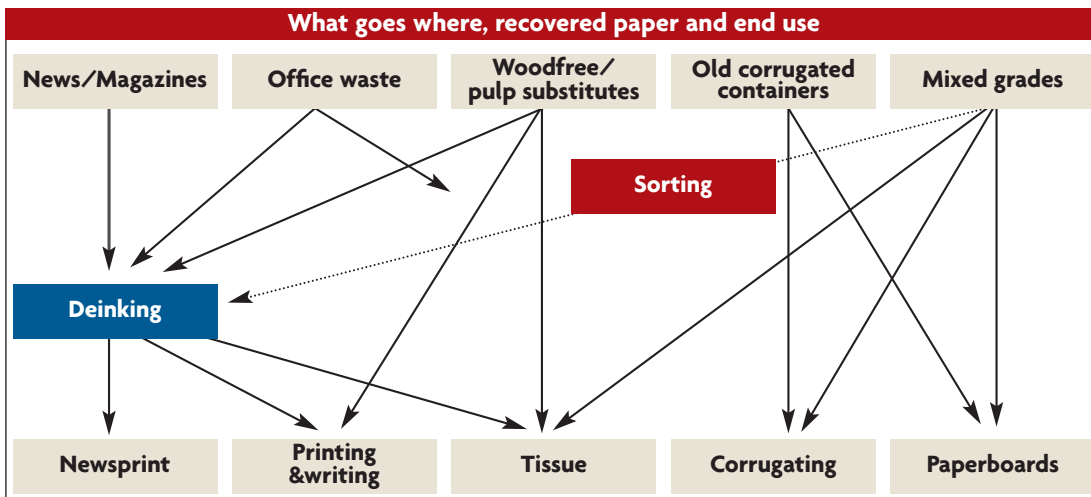 What goes where, recovered paper and end use
News/Magazines
Office waste
Woodfree/
pulp substitutes
Old corrugated
containers
Mixed grades
Sorting
Deinking
Newsprint
Printing
&writing
Tissue
Corrugating
Paperboards